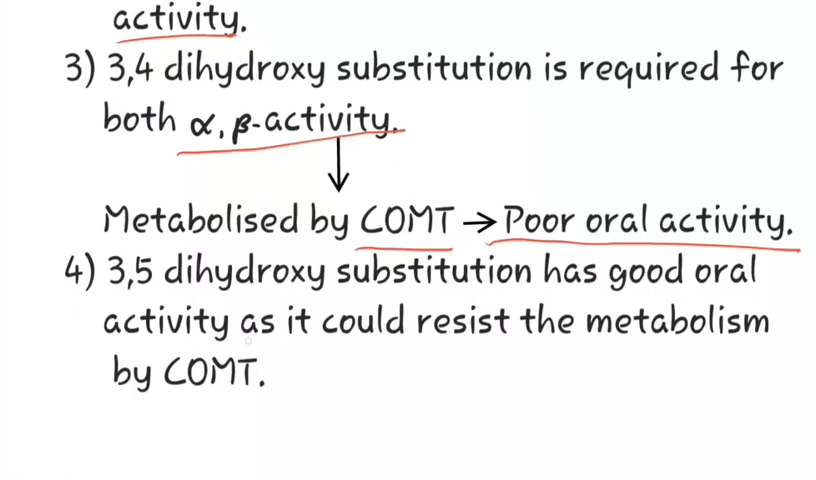 activity.
3) 3,4 dihydroxy substitution is required for
both α, β-activity.
Metabolised by COMT → Poor oral activity.
4) 3,5 dihydroxy substitution has good oral
activity as it could resist the metabolism
by COMT.